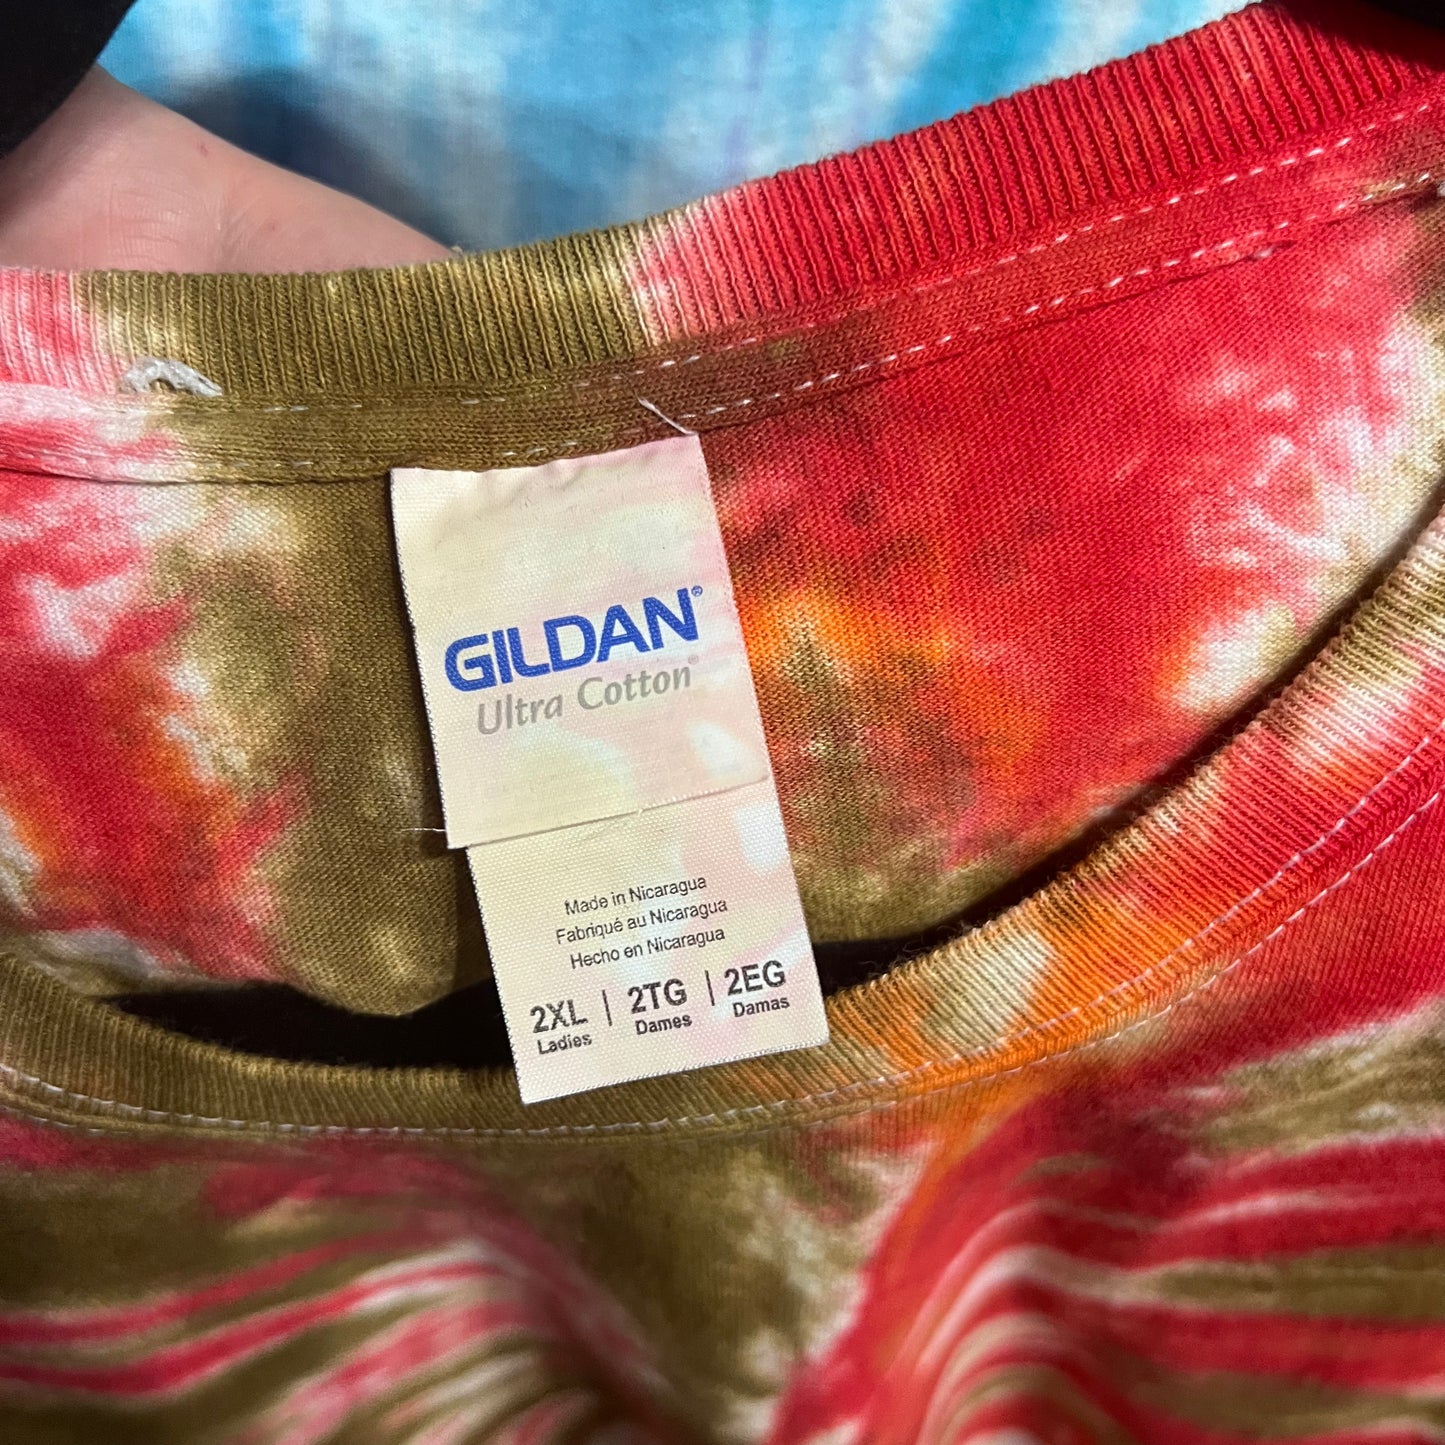 GILDAN®
Ultra Cotton®
Made in Nicaragua
Fabriqué au Nicaragua
Hecho en Nicaragua
2XL | 2TG | 2EG
Ladies Dames Damas